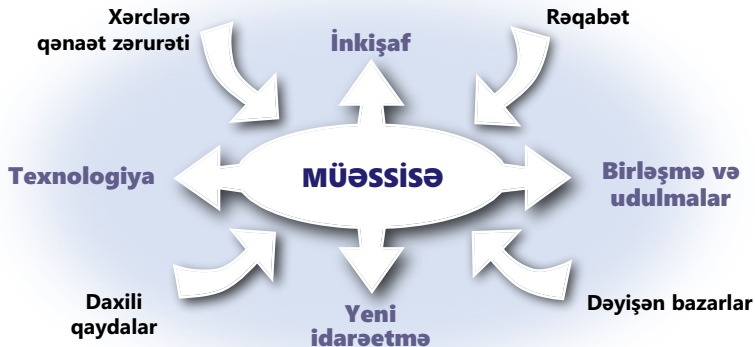 Xərclərə
qənaət zərurəti
İnkişaf
Rəqabət
Texnologiya
MÜƏSSİSƏ
Birləşmə və
udulmalar
Daxili
qaydalar
Yeni
idarəetmə
Dəyişən bazarlar